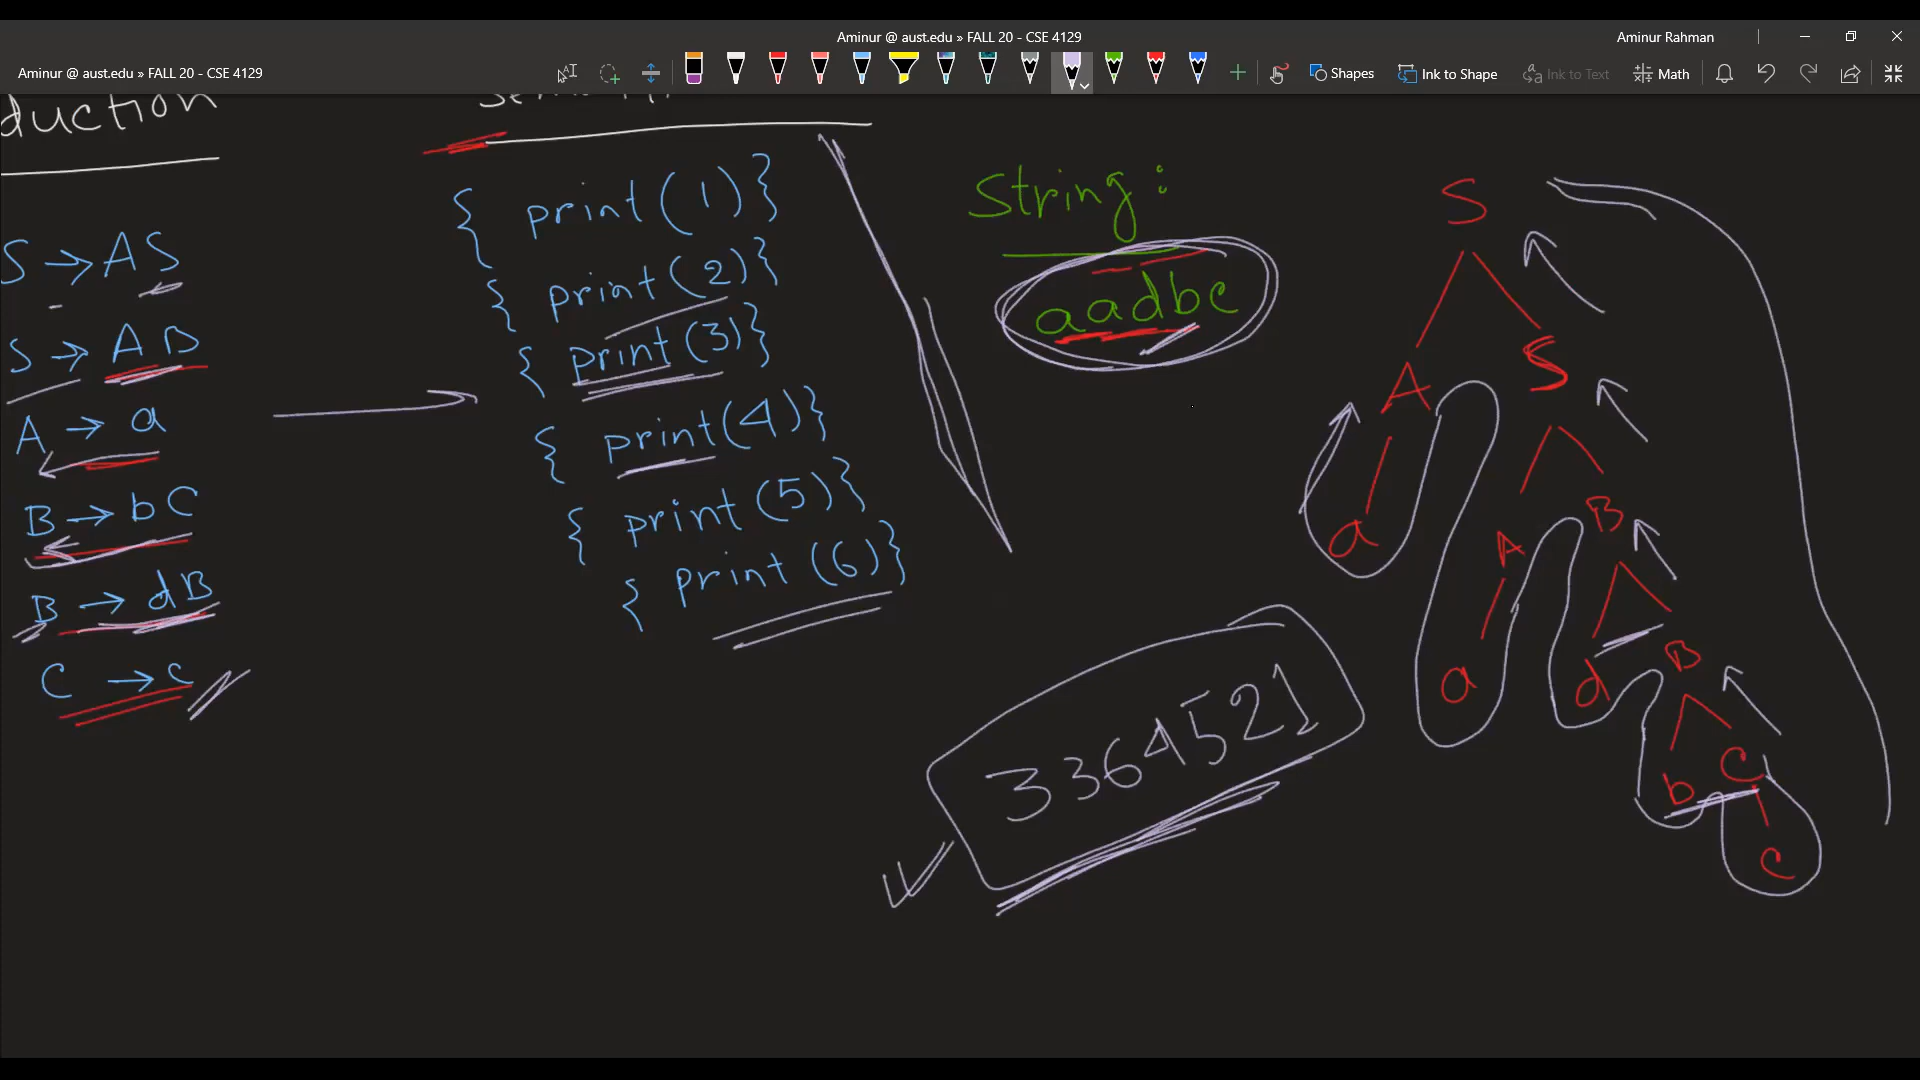 Aminur @ aust.edu » FALL 20 - CSE 4129
Aminur Rahman
Aminur @ aust.edu » FALL 20 - CSE 4129
Shapes
Ink to Shape
Ink to Text
Math
duction
S → AS
S → AB
A → a
B → bC
B → dB
C → c
{ print (1)}
{ print (2)}
{ print (3)}
{ print (4)}
{ print (5)}
{ print (6)}
String :
aadbc
3364521
S
A S
a A B
a d B
b C
c